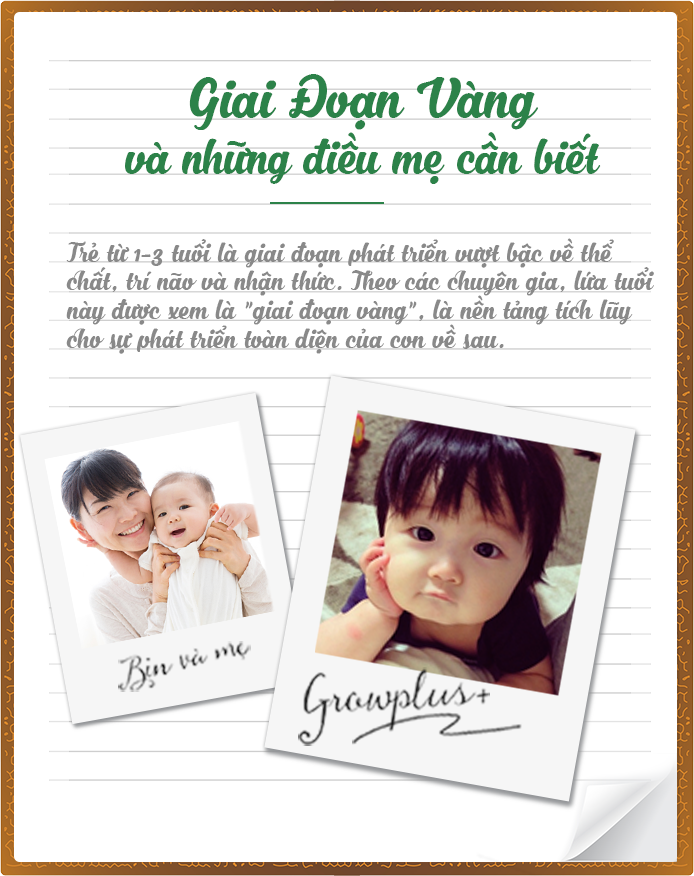 Giai Đoạn Vàng
và những điều mẹ cần biết
Trẻ từ 1-3 tuổi là giai đoạn phát triển vượt bậc về thể
chất, trí não và nhận thức. Theo các chuyên gia, lứa tuổi
này được xem là "giai đoạn vàng", là nền tảng tích lũy
cho sự phát triển toàn diện của con về sau.
Bin và mẹ
Growplus+